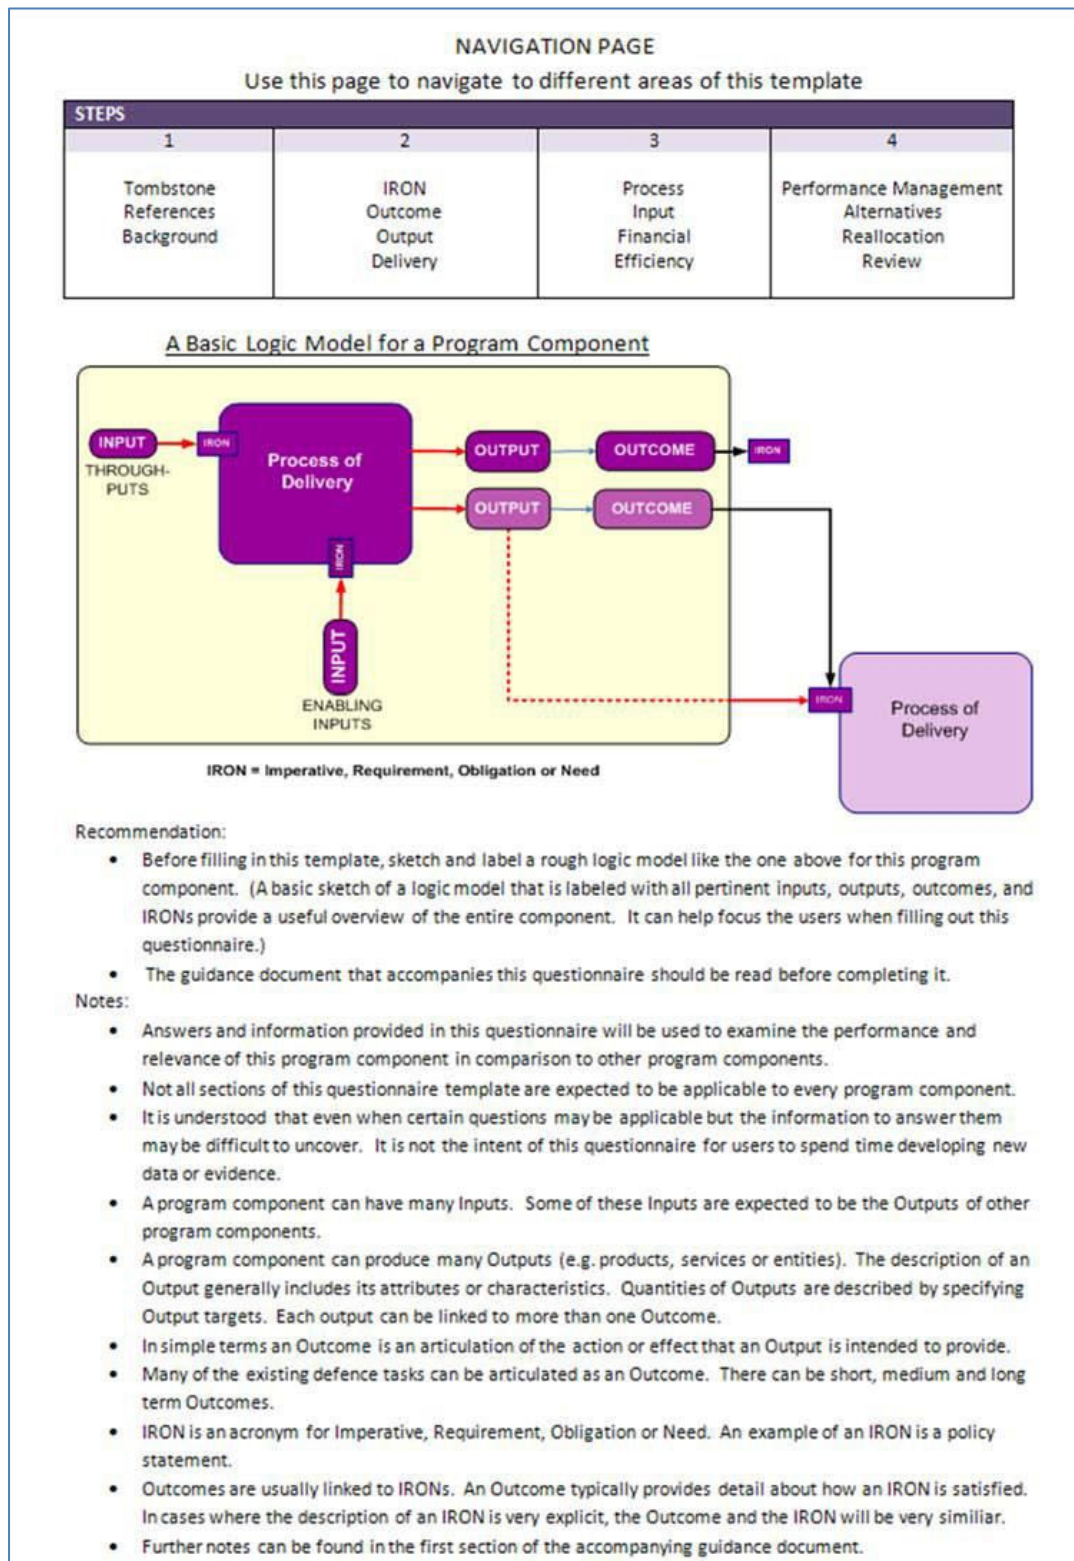 NAVIGATION PAGE
Use this page to navigate to different areas of this template
STEPS
1 2 3 4
Tombstone IRON Process Performance Management
References Outcome Input Alternatives
Background Output Financial Reallocation
Delivery Efficiency Review
A Basic Logic Model for a Program Component
INPUT IRON Process of Delivery OUTPUT OUTCOME IRON
THROUGH-
PUTS
OUTPUT OUTCOME
IRON
INPUT
ENABLING
INPUTS
IRON Process of
Delivery
IRON = Imperative, Requirement, Obligation or Need
Recommendation:
• Before filling in this template, sketch and label a rough logic model like the one above for this program
component. (A basic sketch of a logic model that is labeled with all pertinent inputs, outputs, outcomes, and
IRONs provide a useful overview of the entire component. It can help focus the users when filling out this
questionnaire.)
• The guidance document that accompanies this questionnaire should be read before completing it.
Notes:
• Answers and information provided in this questionnaire will be used to examine the performance and
relevance of this program component in comparison to other program components.
• Not all sections of this questionnaire template are expected to be applicable to every program component.
• It is understood that even when certain questions may be applicable but the information to answer them
may be difficult to uncover. It is not the intent of this questionnaire for users to spend time developing new
data or evidence.
• A program component can have many Inputs. Some of these Inputs are expected to be the Outputs of other
program components.
• A program component can produce many Outputs (e.g. products, services or entities). The description of an
Output generally includes its attributes or characteristics. Quantities of Outputs are described by specifying
Output targets. Each output can be linked to more than one Outcome.
• In simple terms an Outcome is an articulation of the action or effect that an Output is intended to provide.
• Many of the existing defence tasks can be articulated as an Outcome. There can be short, medium and long
term Outcomes.
• IRON is an acronym for Imperative, Requirement, Obligation or Need. An example of an IRON is a policy
statement.
• Outcomes are usually linked to IRONs. An Outcome typically provides detail about how an IRON is satisfied.
In cases where the description of an IRON is very explicit, the Outcome and the IRON will be very similiar.
• Further notes can be found in the first section of the accompanying guidance document.